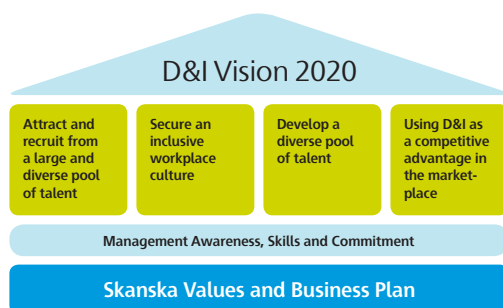 D&I Vision 2020
Attract and
recruit from
a large and
diverse pool
of talent
Secure an
inclusive
workplace
culture
Develop a
diverse pool
of talent
Using D&I as
a competitive
advantage in
the market-
place
Management Awareness, Skills and Commitment
Skanska Values and Business Plan